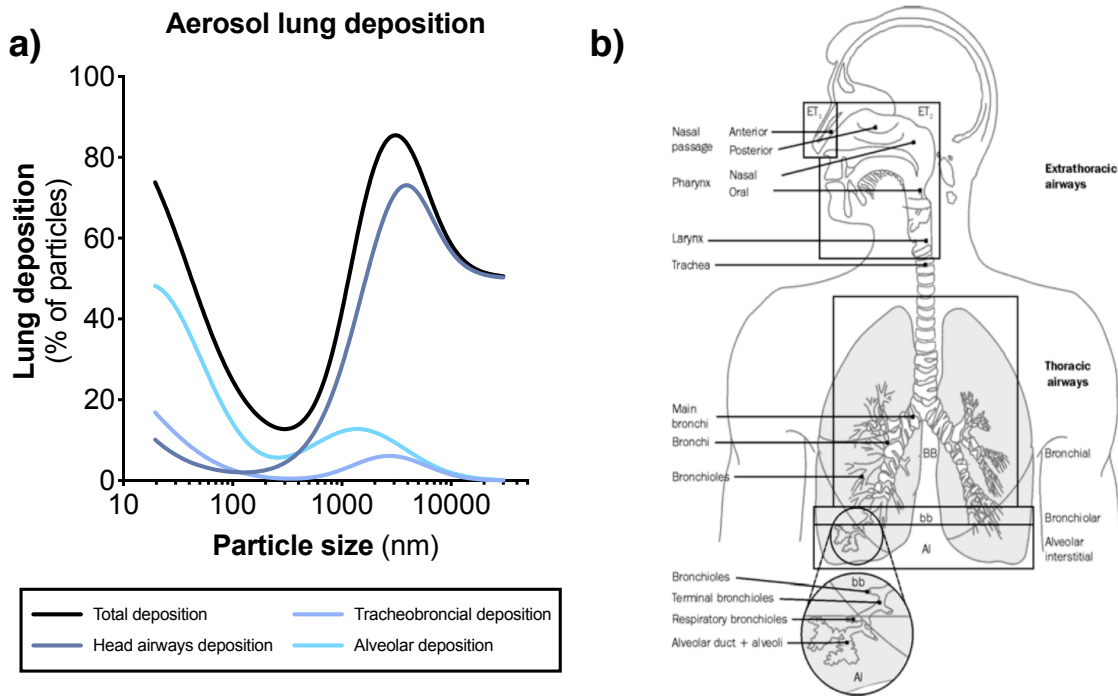 a)
Aerosol lung deposition
Lung deposition
(% of particles)
100
80
60
40
20
0
10
100
1000
10000
Particle size (nm)
Total deposition
Head airways deposition
Tracheobroncial deposition
Alveolar deposition
b)
ET₁
ET₂
Nasal
passage
Anterior
Posterior
Pharynx
Nasal
Oral
Larynx
Trachea
Extrathoracic
airways
Thoracic
airways
Main
bronchi
Bronchi
Bronchioles
BB
Bronchial
bb
Bronchiolar
AI
Alveolar
interstitial
Bronchioles
Terminal bronchioles
Respiratory bronchioles
Alveolar duct + alveoli
bb
AI